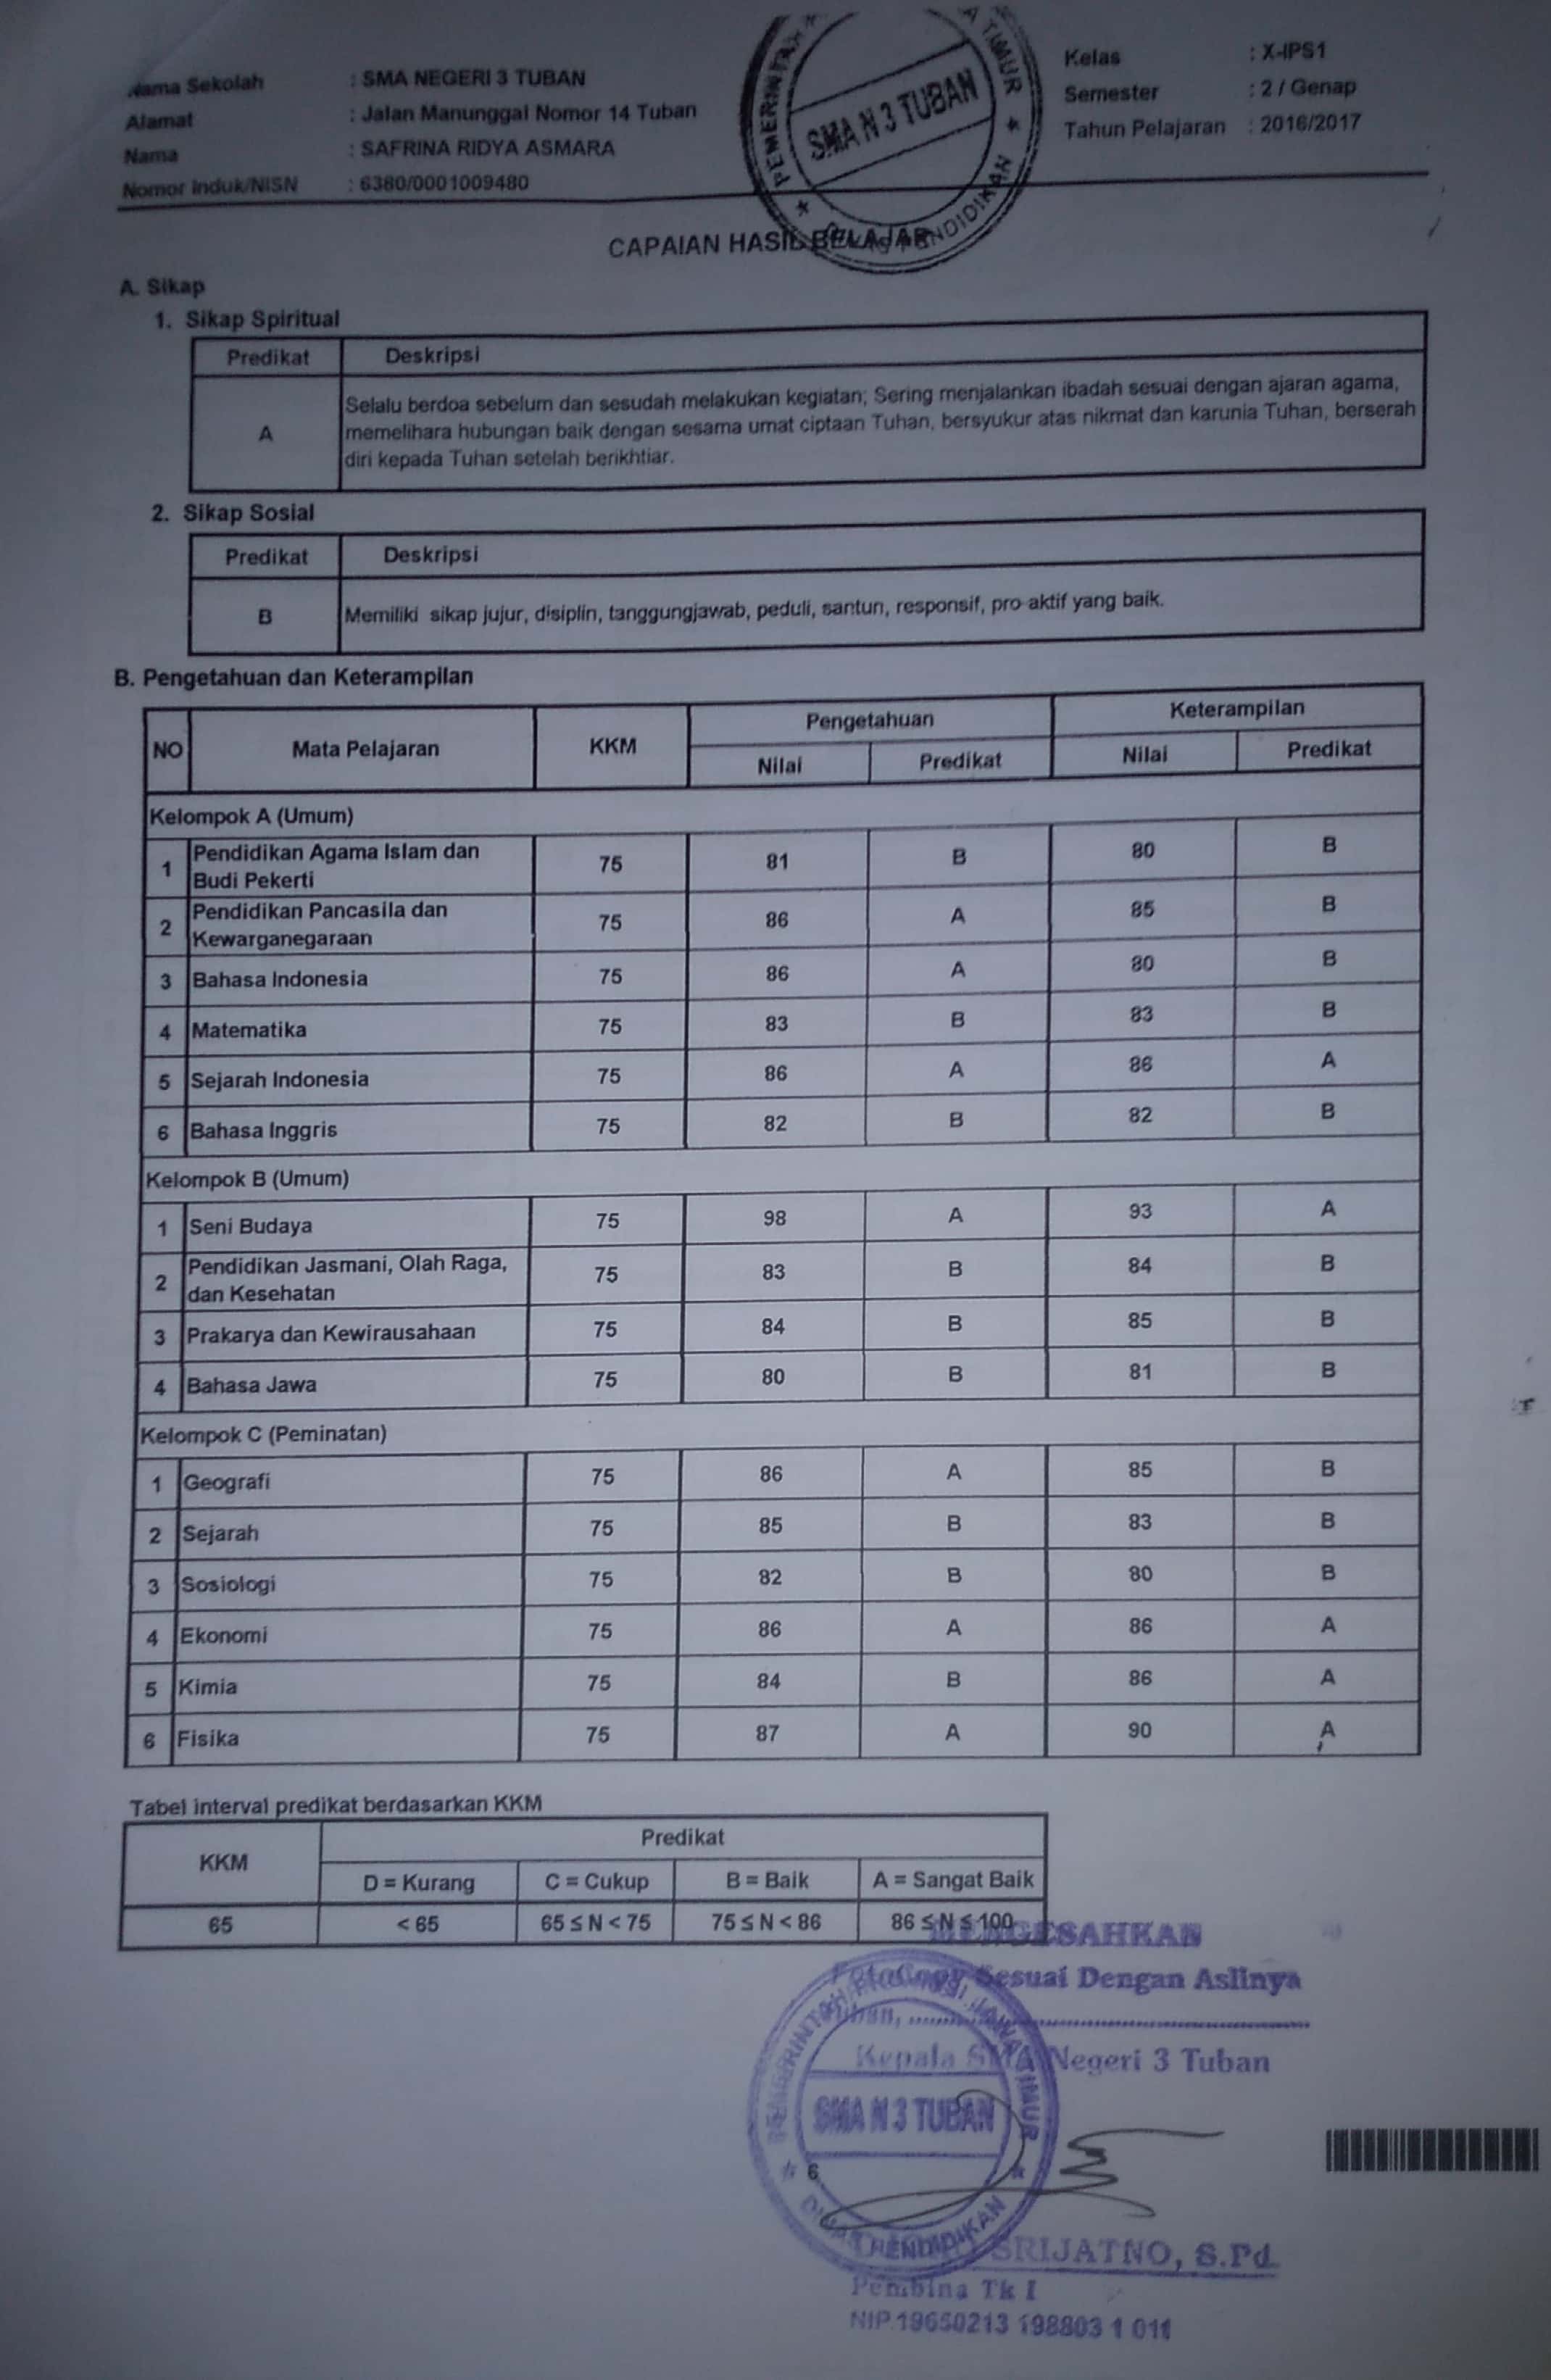 Nama Sekolah : SMA NEGERI 3 TUBAN
Alamat : Jalan Manunggal Nomor 14 Tuban
Nama : SAFRINA RIDYA ASMARA
Nomor Induk/NISN : 6380/0001009480
Kelas : X-IPS1
Semester : 2 / Genap
Tahun Pelajaran : 2016/2017
PEMERINTAH TIMUR
SMA N 3 TUBAN
PENDIDIKAN
CAPAIAN HASIL BELAJAR
A. Sikap
1. Sikap Spiritual
Predikat Deskripsi
A
Selalu berdoa sebelum dan sesudah melakukan kegiatan; Sering menjalankan ibadah sesuai dengan ajaran agama,
memelihara hubungan baik dengan sesama umat ciptaan Tuhan, bersyukur atas nikmat dan karunia Tuhan, berserah
diri kepada Tuhan setelah berikhtiar.
2. Sikap Sosial
Predikat Deskripsi
B Memiliki sikap jujur, disiplin, tanggungjawab, peduli, santun, responsif, pro-aktif yang baik.
B. Pengetahuan dan Keterampilan
NO Mata Pelajaran KKM Pengetahuan Keterampilan
Nilai Predikat Nilai Predikat
Kelompok A (Umum)
1 Pendidikan Agama Islam dan
Budi Pekerti 75 81 B 80 B
2 Pendidikan Pancasila dan
Kewarganegaraan 75 86 A 85 B
3 Bahasa Indonesia 75 86 A 80 B
4 Matematika 75 83 B 83 B
5 Sejarah Indonesia 75 86 A 86 A
6 Bahasa Inggris 75 82 B 82 B
Kelompok B (Umum)
1 Seni Budaya 75 98 A 93 A
2 Pendidikan Jasmani, Olah Raga,
dan Kesehatan 75 83 B 84 B
3 Prakarya dan Kewirausahaan 75 84 B 85 B
4 Bahasa Jawa 75 80 B 81 B
Kelompok C (Peminatan)
1 Geografi 75 86 A 85 B
2 Sejarah 75 85 B 83 B
3 Sosiologi 75 82 B 80 B
4 Ekonomi 75 86 A 86 A
5 Kimia 75 84 B 86 A
6 Fisika 75 87 A 90 A
Tabel interval predikat berdasarkan KKM
KKM Predikat
D = Kurang C = Cukup B = Baik A = Sangat Baik
65 < 65 65 ≤ N < 75 75 ≤ N < 86 86 ≤ N ≤ 100
MENGESAHKAN
FotoCopy Sesuai Dengan Aslinya
Tuban, ..........
Kepala SMA Negeri 3 Tuban
PEMERINTAH PROVINSI JAWA TIMUR
SMA N 3 TUBAN
6
DINAS PENDIDIKAN
SRIJATNO, S.Pd
Pembina Tk I
NIP.19650213 198803 1 011